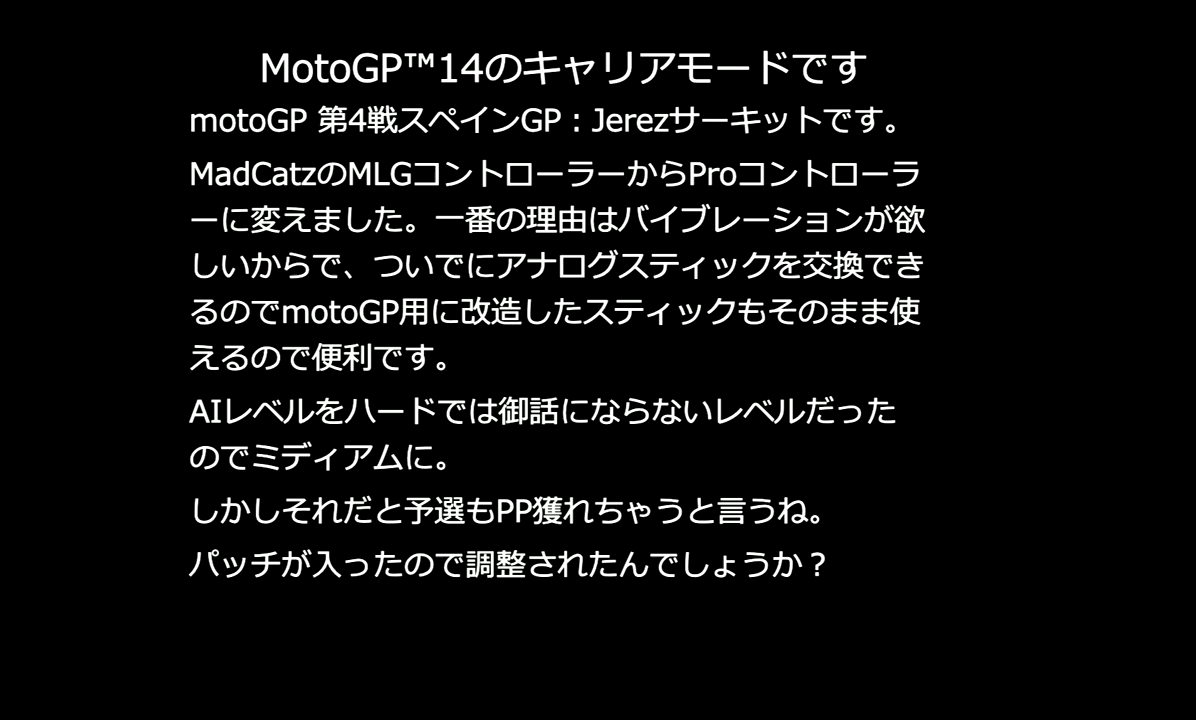 MotoGP™14のキャリアモードです
motoGP 第4戦スペインGP：Jerezサーキットです。
MadCatzのMLGコントローラーからProコントローラ
ーに変えました。一番の理由はバイブレーションが欲
しいからで、ついでにアナログスティックを交換でき
るのでmotoGP用に改造したスティックもそのまま使
えるので便利です。
AIレベルをハードでは御話にならないレベルだった
のでミディアムに。
しかしそれだと予選もPP獲れちゃうと言うね。
パッチが入ったので調整されたんでしょうか？